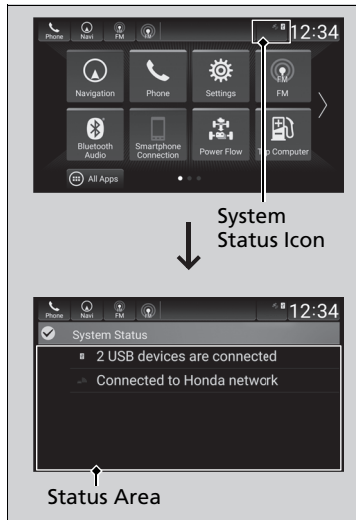 Phone Navi FM 12:34
Navigation Phone Settings FM
Bluetooth Audio Smartphone Connection Power Flow Trip Computer
All Apps
System
Status Icon
Phone Navi FM 12:34
System Status
2 USB devices are connected
Connected to Honda network
Status Area